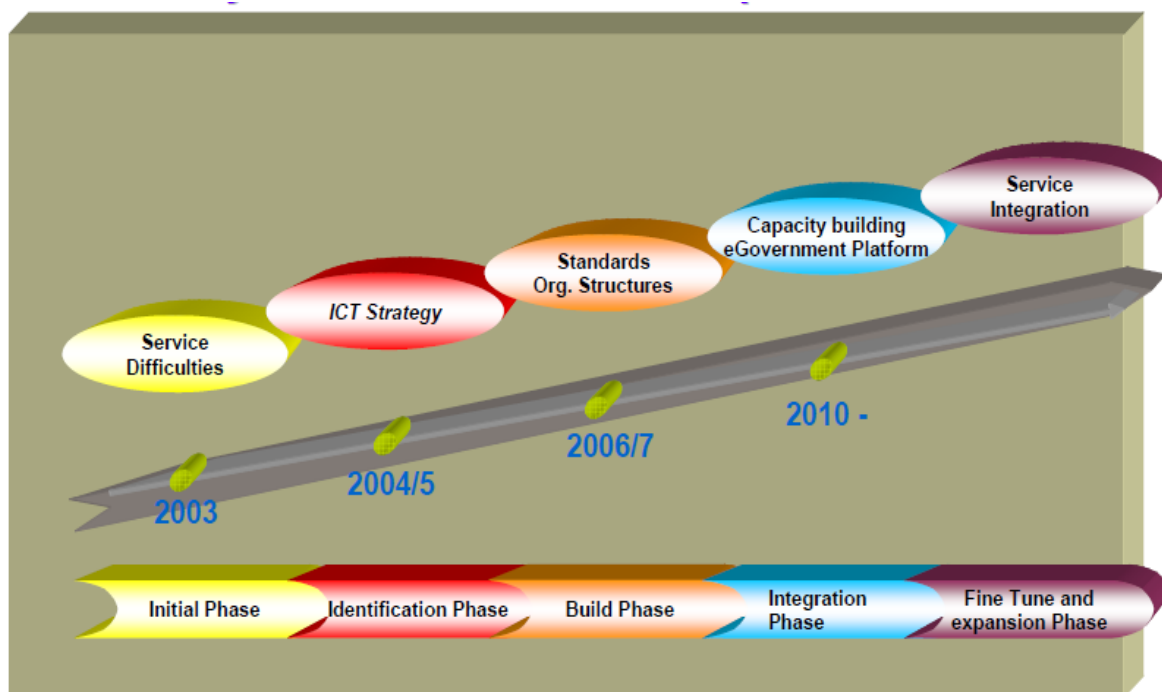 Service
Integration
Capacity building
eGovernment Platform
Standards
Org. Structures
ICT Strategy
Service
Difficulties
2010 -
2006/7
2004/5
2003
Initial Phase
Identification Phase
Build Phase
Integration
Phase
Fine Tune and
expansion Phase